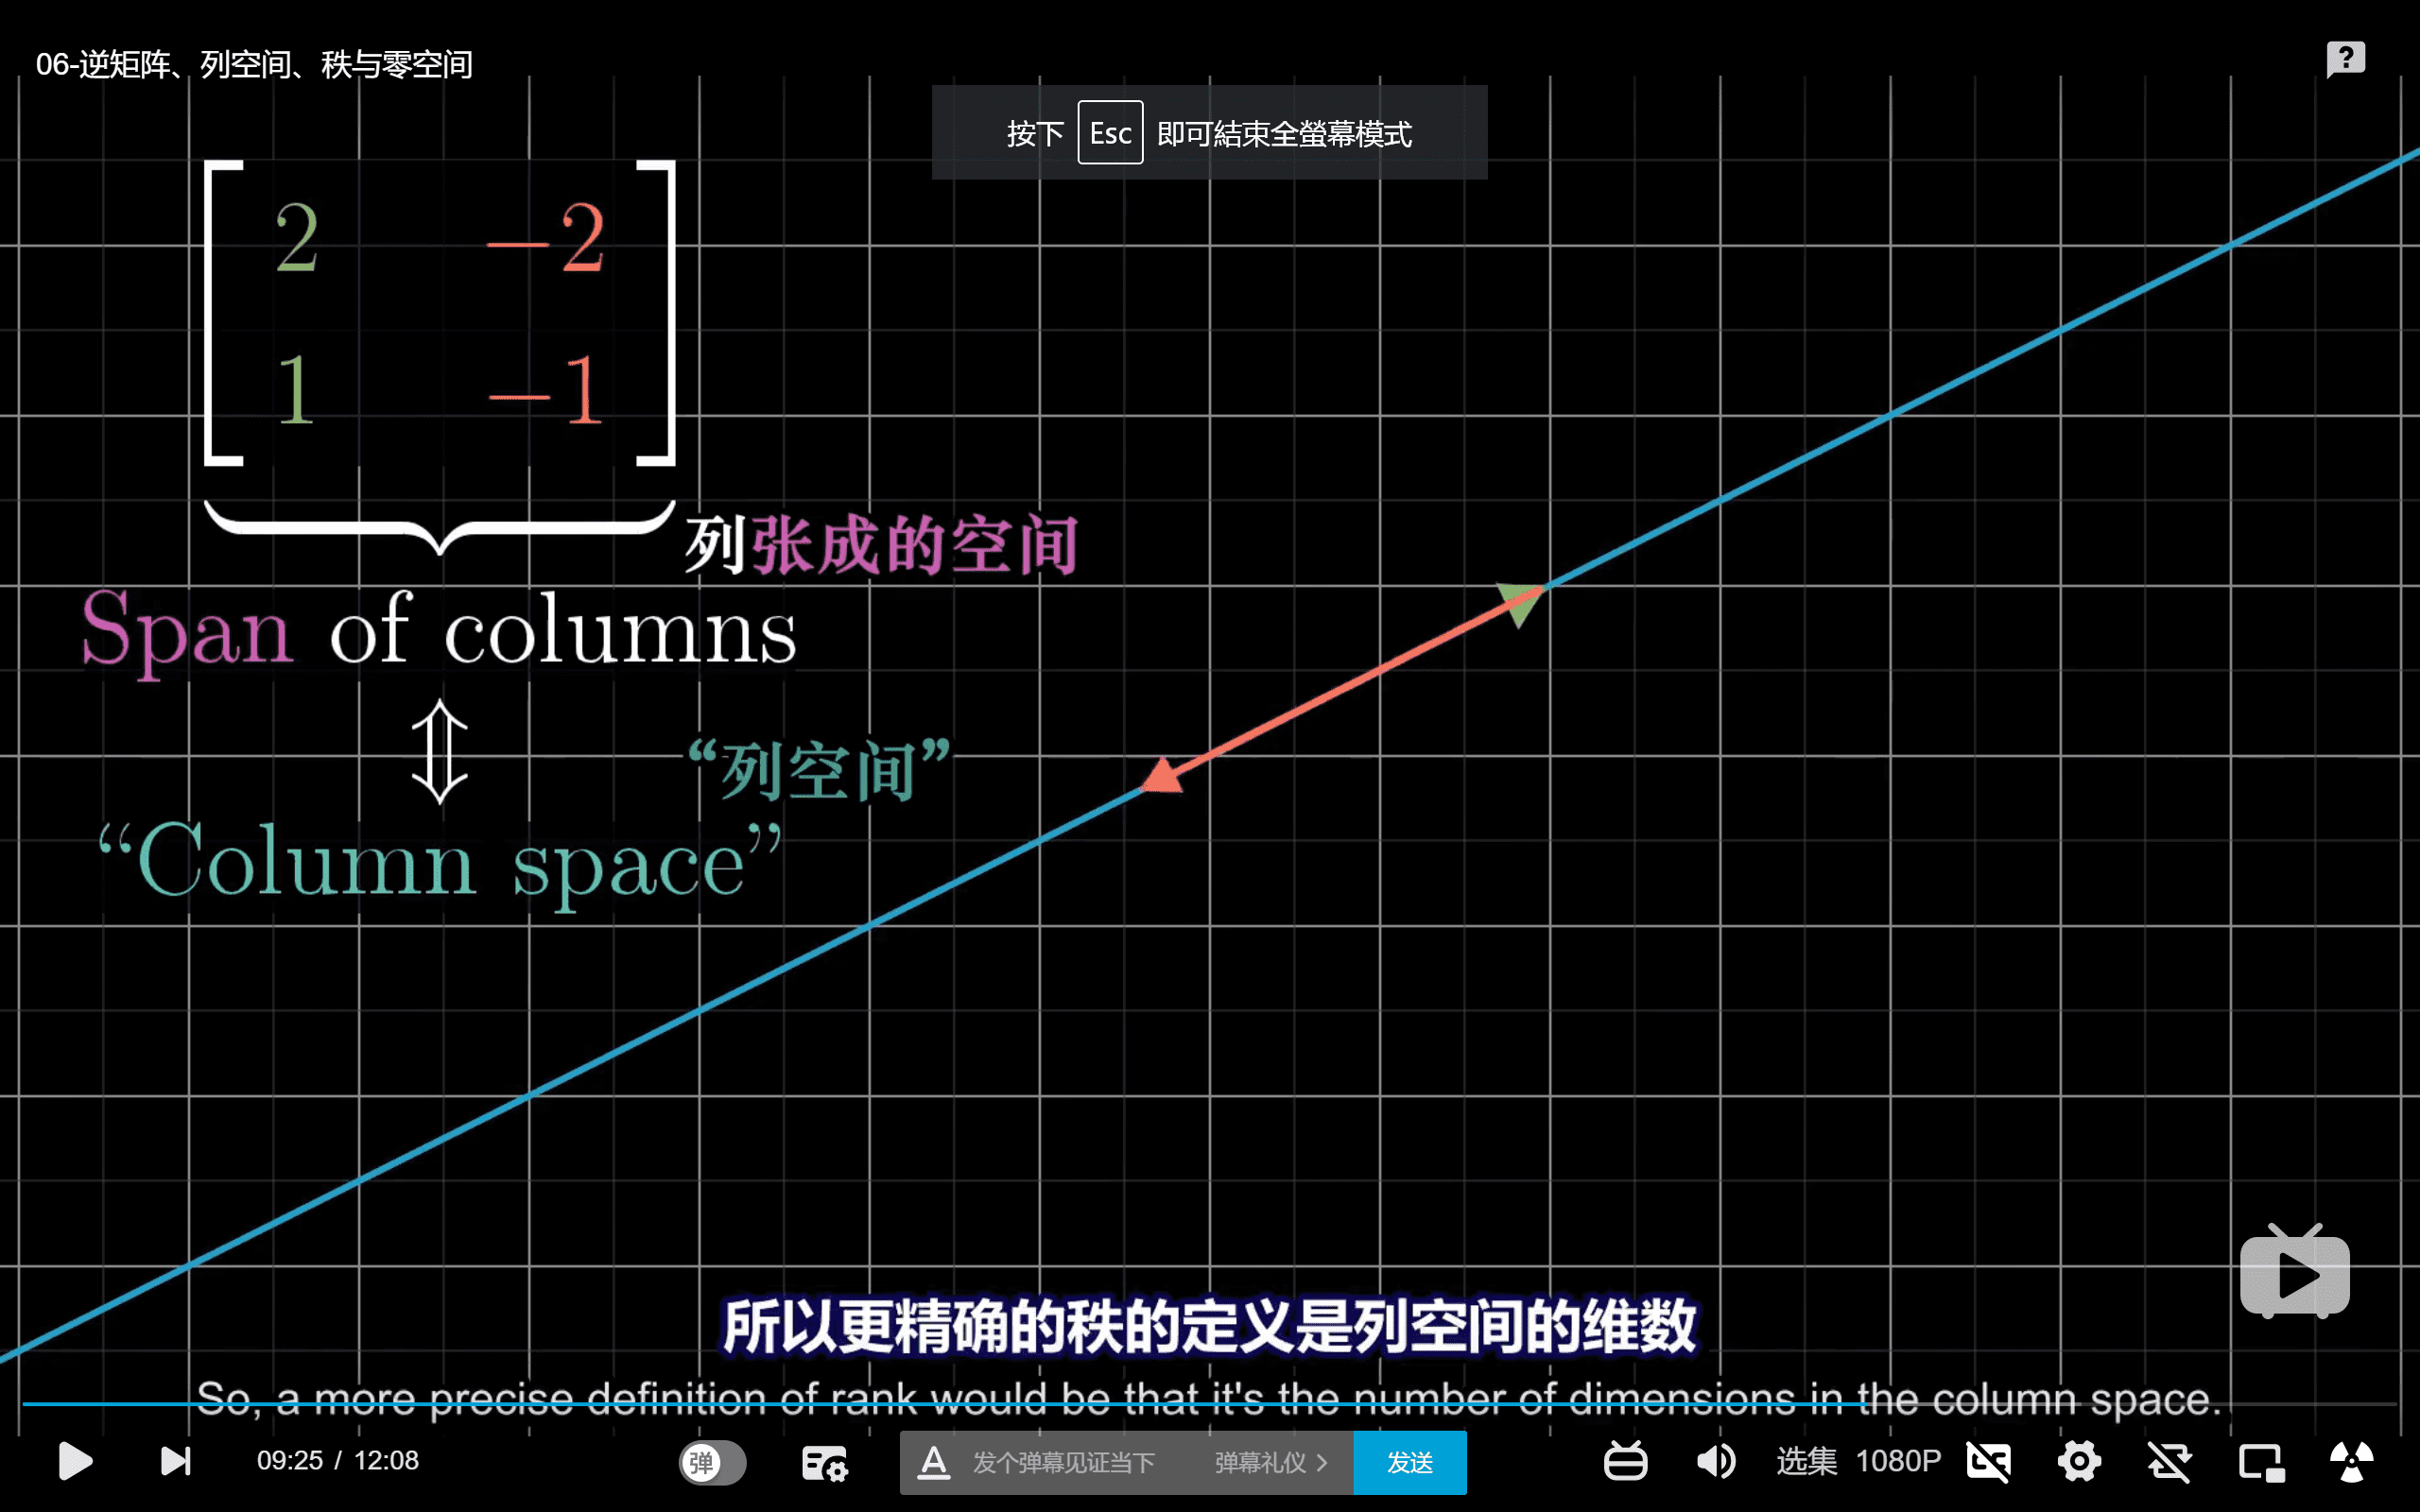 06-逆矩阵、列空间、秩与零空间
按下 Esc 即可結束全螢幕模式
2 −2
1 −1
列张成的空间
Span of columns
“列空间”
“Column space”
所以更精确的秩的定义是列空间的维数
So, a more precise definition of rank would be that it's the number of dimensions in the column space.
09:25 / 12:08 弹 发个弹幕见证当下 弹幕礼仪 发送 选集 1080P